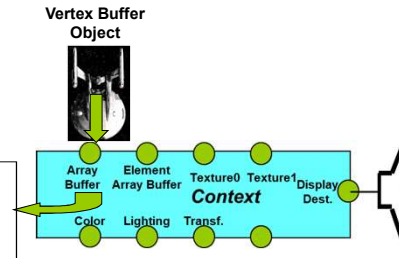 Vertex Buffer
Object
Array
Buffer
Element
Array Buffer
Texture0
Texture1
Display
Dest.
Context
Color
Lighting
Transf.